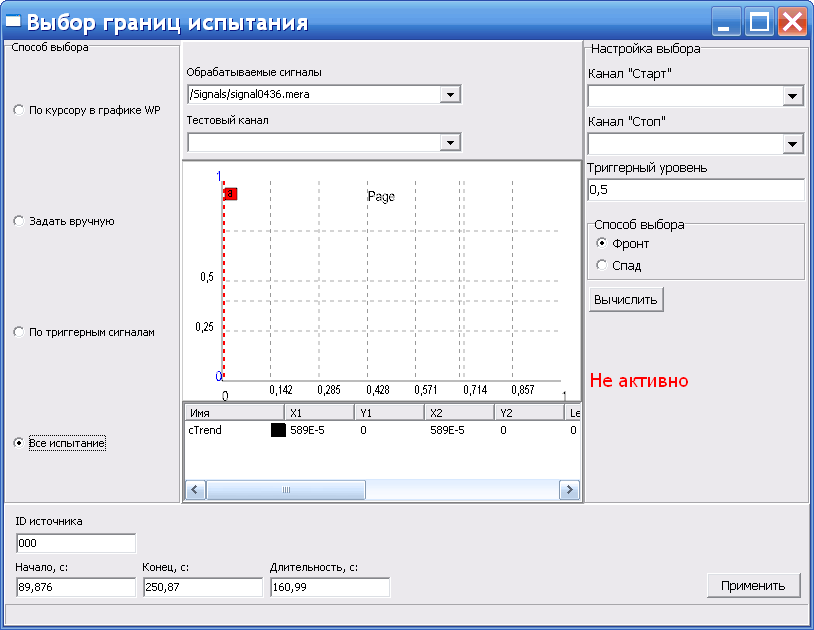 Выбор границ испытания
Способ выбора
По курсору в графике WP
Задать вручную
По триггерным сигналам
Все испытание
Обрабатываемые сигналы
/Signals/signal0436.mera
Тестовый канал
1
a
Page
0,5
0,25
0
0 0,142 0,285 0,428 0,571 0,714 0,857 1
Имя X1 Y1 X2 Y2 Le
cTrend 589E-5 0 589E-5 0 0
Настройка выбора
Канал "Старт"
Канал "Стоп"
Триггерный уровень
0,5
Способ выбора
Фронт
Спад
Вычислить
Не активно
ID источника
000
Начало, с: Конец, с: Длительность, с:
89,876 250,87 160,99
Применить